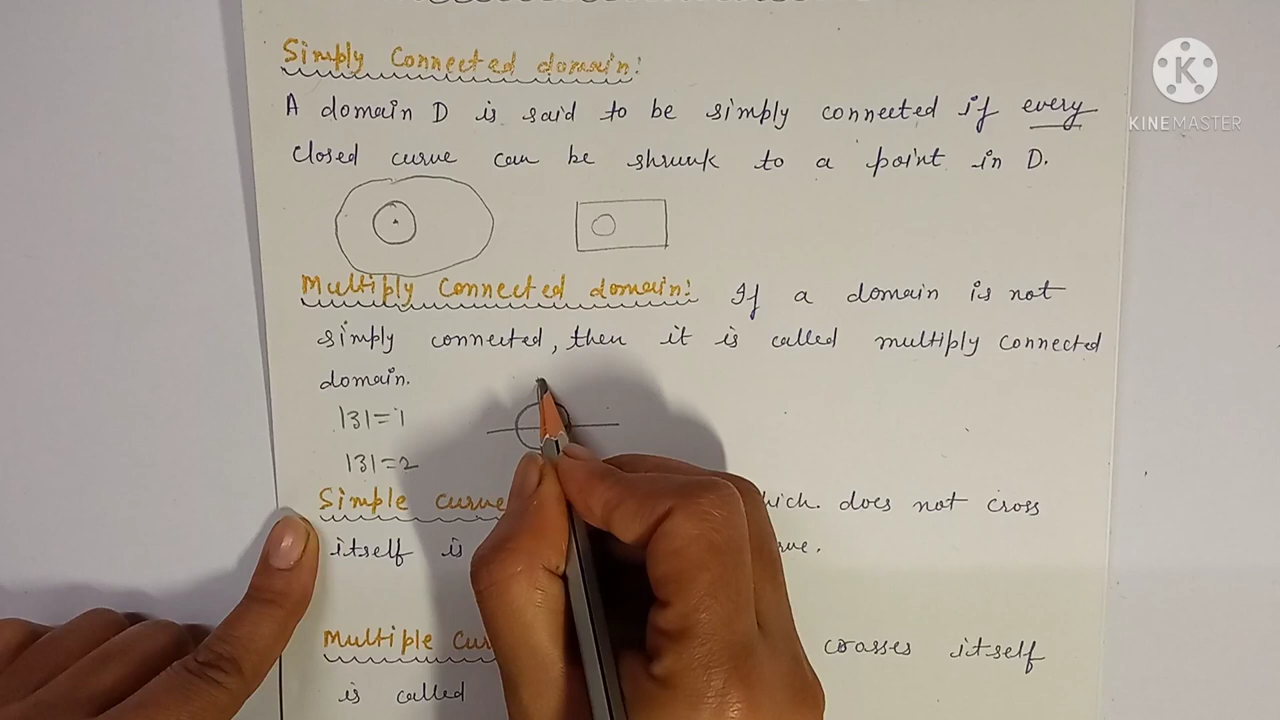 Simply Connected domain:
A domain D is said to be simply connected if every
closed curve can be shrunk to a point in D.
Multiply Connected domain: If a domain is not
simply connected, then it is called multiply connected
domain.
|3|=1
|3|=2
Simple curve which does not cross
itself is
Multiple crosses itself
is called
KINEMASTER